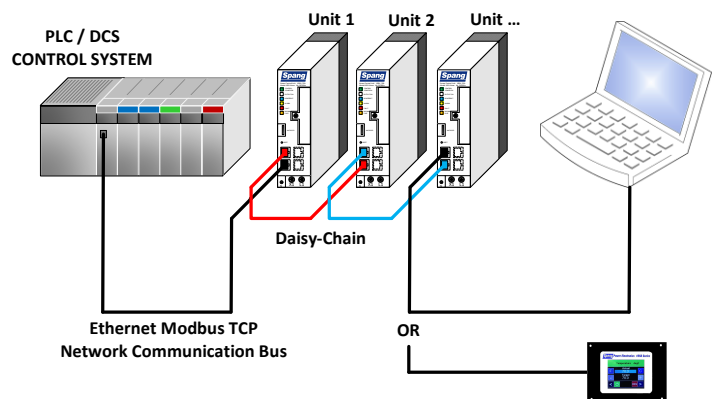 Unit 1
Unit 2
Unit ...
PLC / DCS
CONTROL SYSTEM
Spang
Spang
Spang
Daisy-Chain
Ethernet Modbus TCP
Network Communication Bus
OR
Spang